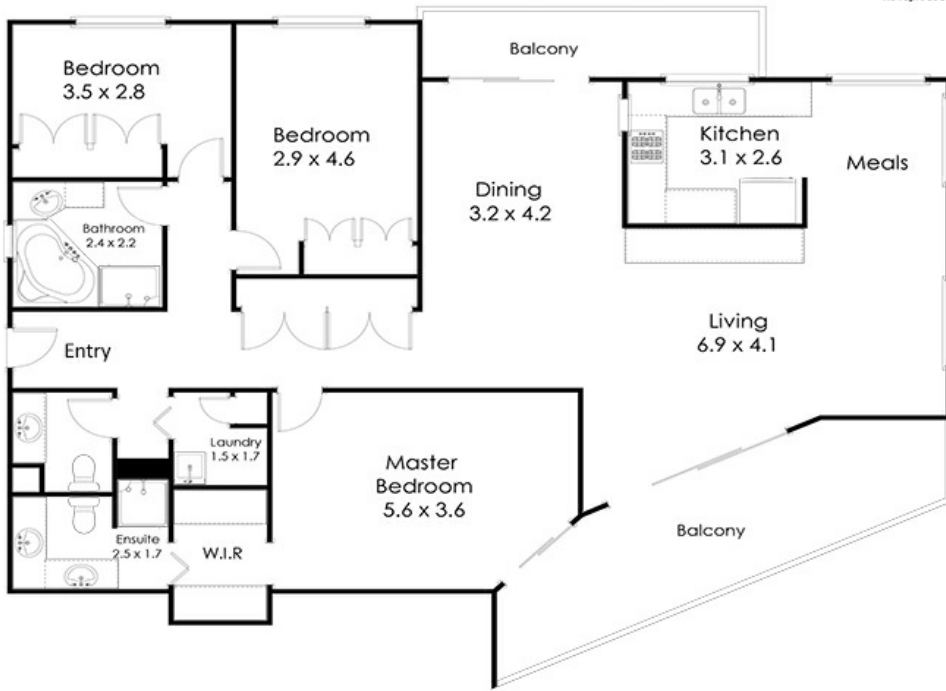 Balcony
Bedroom
3.5 x 2.8
Bedroom
2.9 x 4.6
Kitchen
3.1 x 2.6
Meals
Dining
3.2 x 4.2
Bathroom
2.4 x 2.2
Living
6.9 x 4.1
Entry
Laundry
1.5 x 1.7
Master
Bedroom
5.6 x 3.6
Balcony
Ensuite
2.5 x 1.7
W.I.R